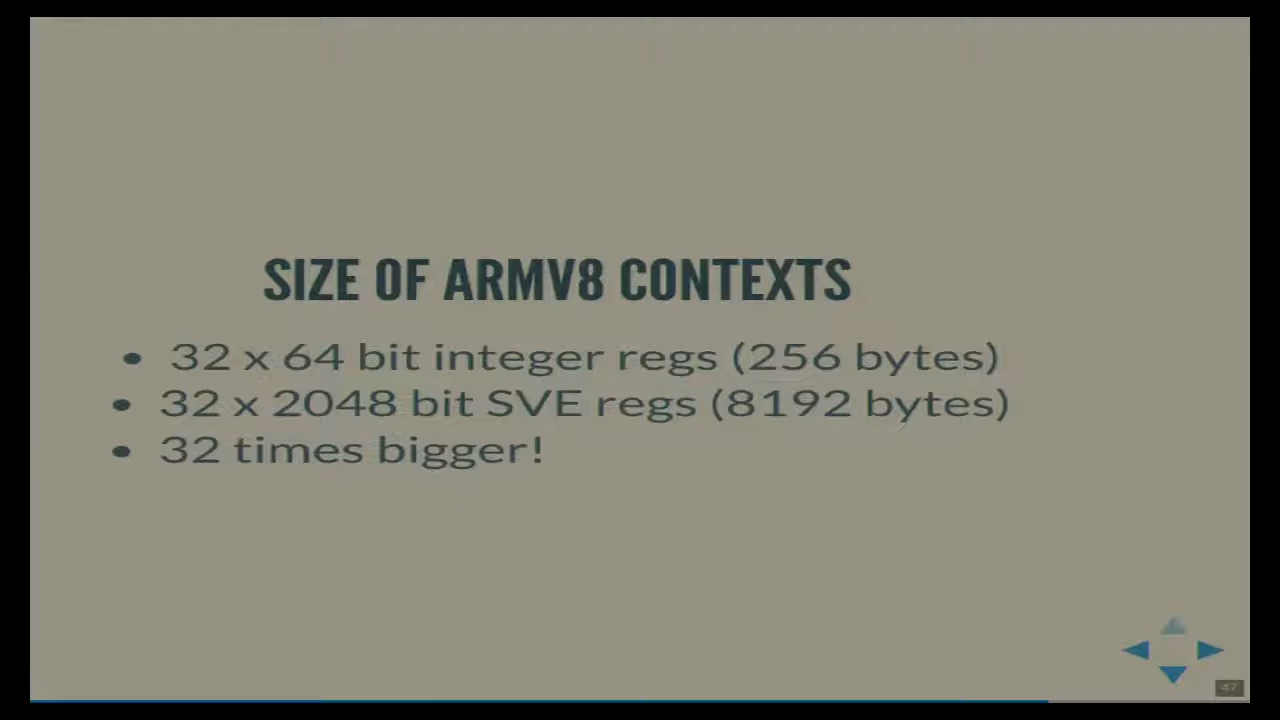 SIZE OF ARMV8 CONTEXTS
• 32 x 64 bit integer regs (256 bytes)
• 32 x 2048 bit SVE regs (8192 bytes)
• 32 times bigger!
47